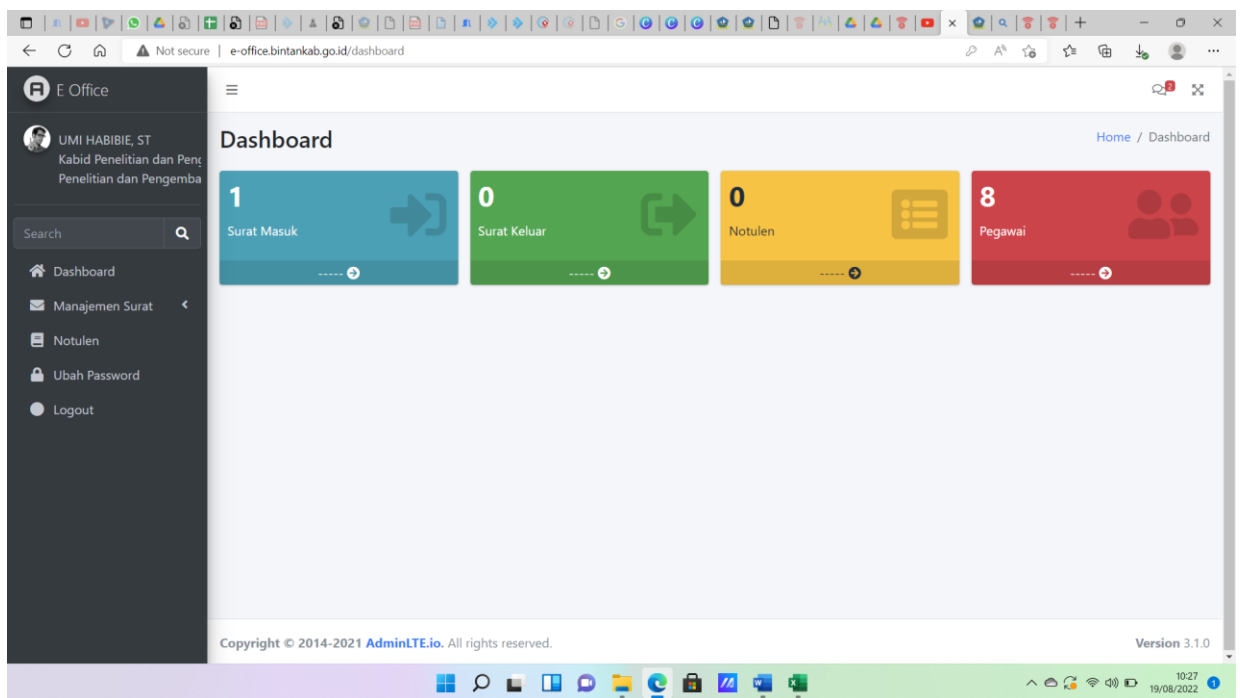 Not secure
e-office.bintankab.go.id/dashboard
E Office
2
UMI HABIBIE, ST
Kabid Penelitian dan Peng
Penelitian dan Pengemba
Dashboard
Home / Dashboard
Search
Dashboard
Manajemen Surat
Notulen
Ubah Password
Logout
1
Surat Masuk
-----
0
Surat Keluar
-----
0
Notulen
-----
8
Pegawai
-----
Copyright © 2014-2021 AdminLTE.io. All rights reserved.
Version 3.1.0
10:27
19/08/2022
1